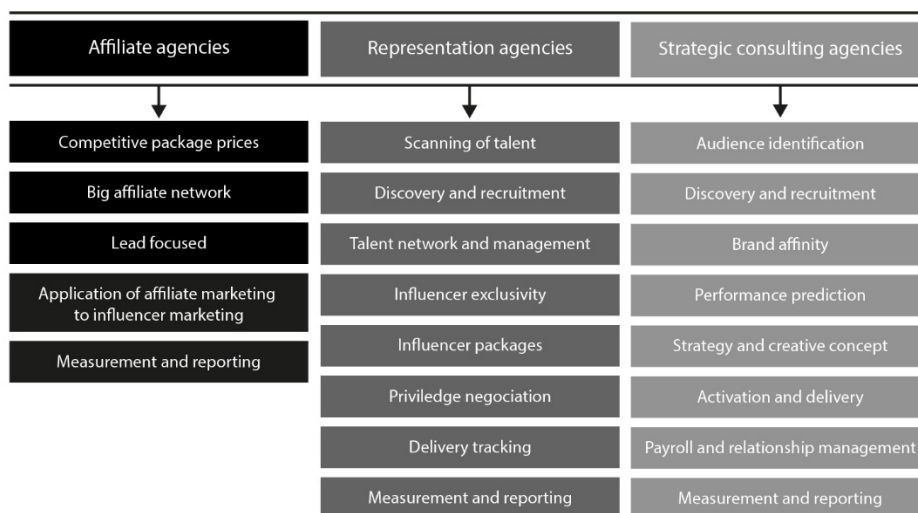 Affiliate agencies
Representation agencies
Strategic consulting agencies
Competitive package prices
Big affiliate network
Lead focused
Application of affiliate marketing
to influencer marketing
Measurement and reporting
Scanning of talent
Discovery and recruitment
Talent network and management
Influencer exclusivity
Influencer packages
Priviledge negociation
Delivery tracking
Measurement and reporting
Audience identification
Discovery and recruitment
Brand affinity
Performance prediction
Strategy and creative concept
Activation and delivery
Payroll and relationship management
Measurement and reporting